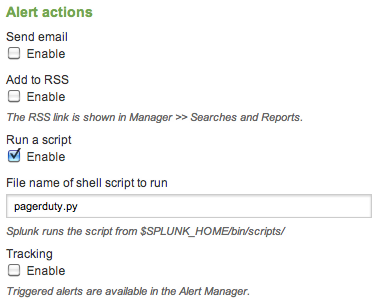 Alert actions
Send email
Enable
Add to RSS
Enable
The RSS link is shown in Manager >> Searches and Reports.
Run a script
Enable
File name of shell script to run
pagerduty.py
Splunk runs the script from $SPLUNK_HOME/bin/scripts/
Tracking
Enable
Triggered alerts are available in the Alert Manager.